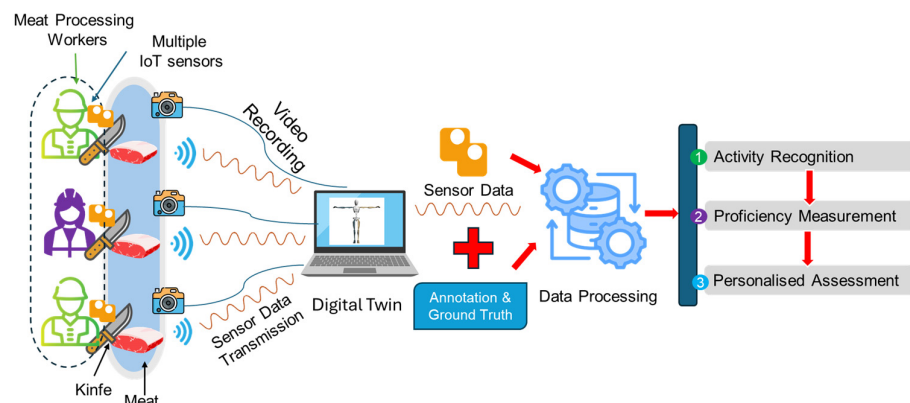 Meat Processing
Workers
Multiple
IoT sensors
Video
Recording
Sensor Data
Transmission
Kinfe
Meat
Digital Twin
Sensor Data
Annotation &
Ground Truth
Data Processing
1 Activity Recognition
2 Proficiency Measurement
3 Personalised Assessment